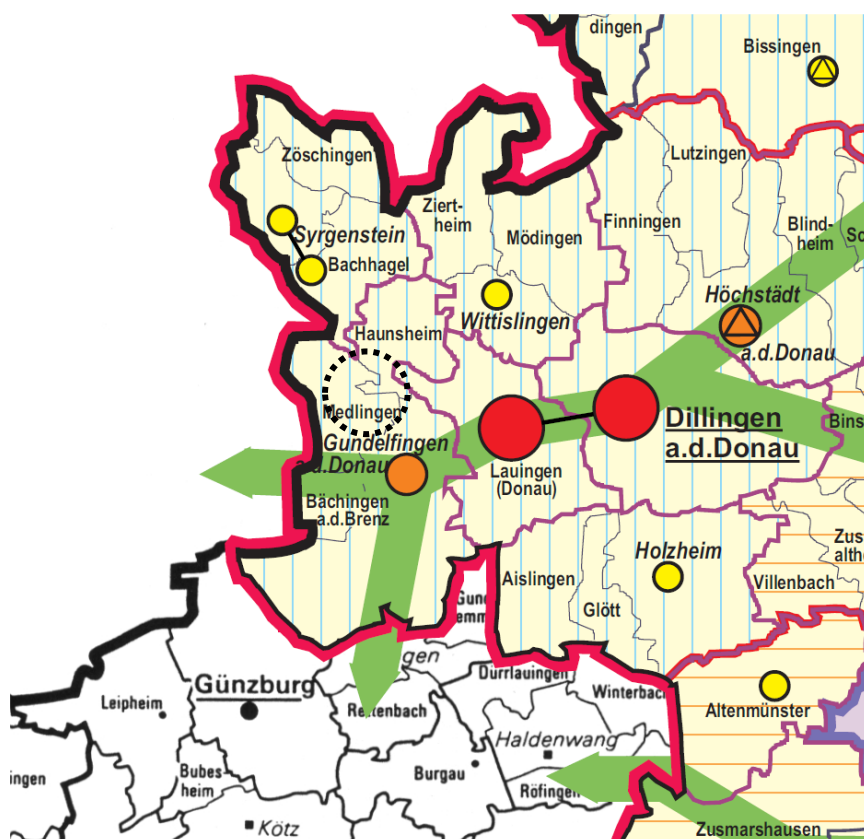 dingen
Bissingen
Zöschingen
Lutzingen
Ziert-
heim
Finningen
Blind-
heim
Syrgenstein
Mödingen
Bachhagel
Höchstädt
a.d.Donau
Wittislingen
Haunsheim
Medlingen
Dillingen
a.d.Donau
Gundelfingen
a.d.Donau
Lauingen
(Donau)
Bächingen
a.d.Brenz
Holzheim
Aislingen
Villenbach
Glött
Dürrlauingen
Günzburg
Winterbach
Leipheim
Rettenbach
Altenmünster
Haldenwang
Burgau
Bubes-
heim
Röfingen
Kötz
Zusmarshausen